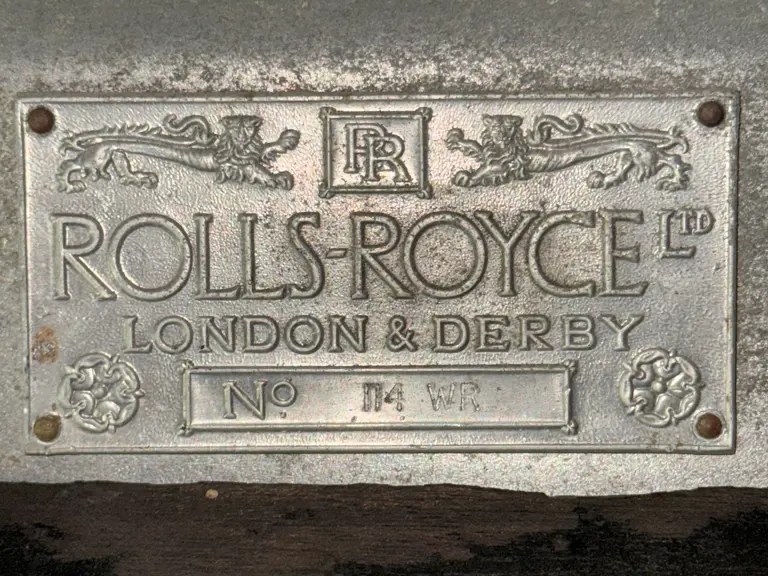 RR
ROLLS-ROYCE LTD
LONDON & DERBY
No 114 WR